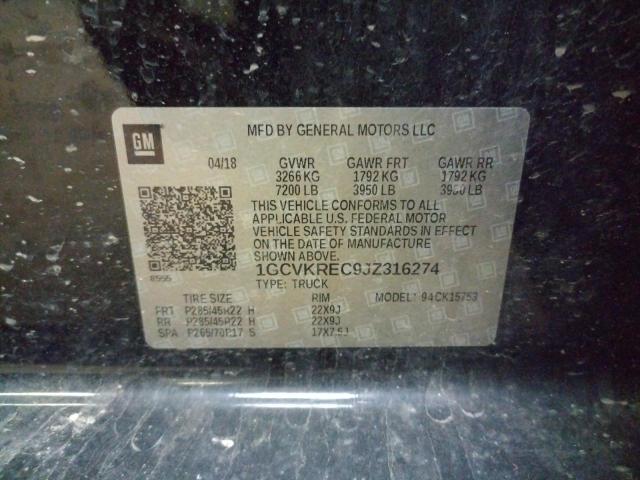 GM
MFD BY GENERAL MOTORS LLC
04/18 GVWR GAWR FRT GAWR RR
3266 KG 1792 KG 1792 KG
7200 LB 3950 LB 3950 LB
THIS VEHICLE CONFORMS TO ALL
APPLICABLE U.S. FEDERAL MOTOR
VEHICLE SAFETY STANDARDS IN EFFECT
ON THE DATE OF MANUFACTURE
SHOWN ABOVE.
1GCVKREC9JZ316274
TYPE: TRUCK
TIRE SIZE RIM MODEL: 94CK15753
FRT P285/45R22 H 22X9J
RR P285/45R22 H 22X9J
SPA P265/70R17 S 17X7.5J